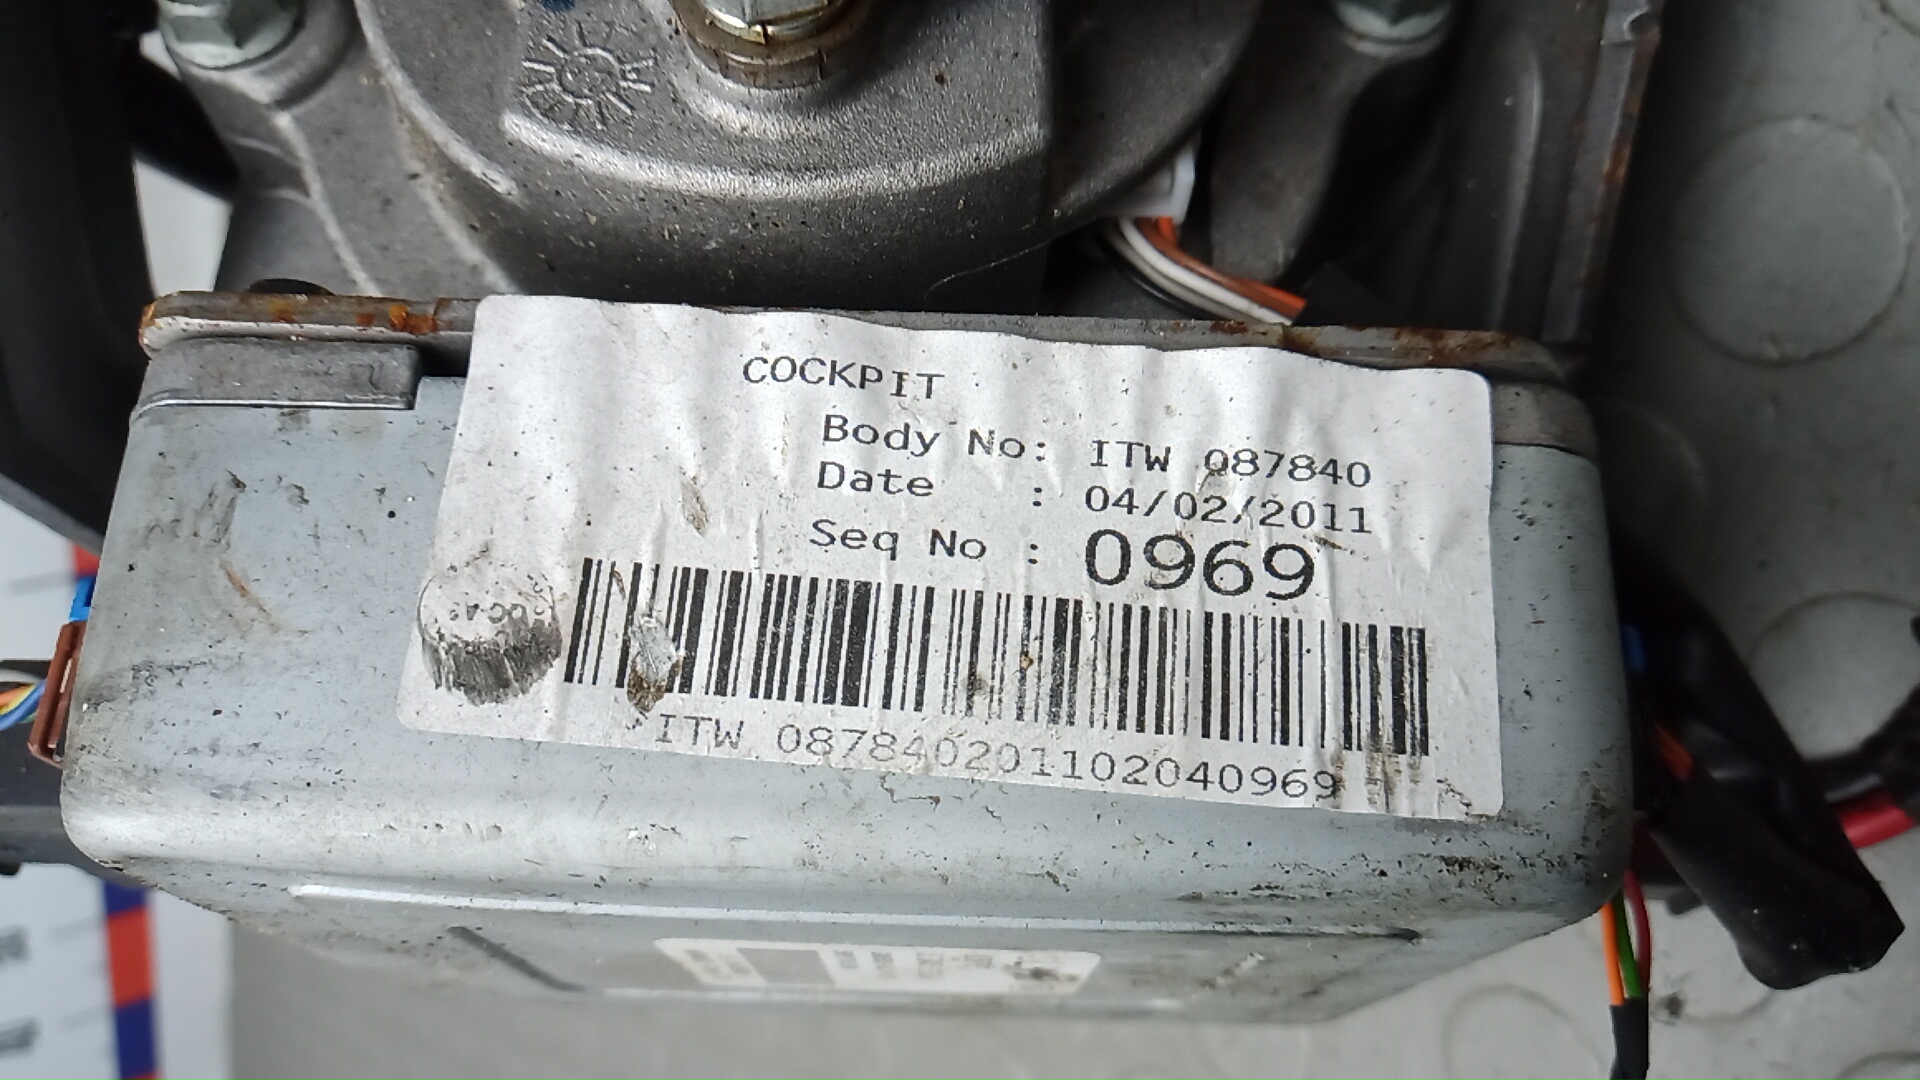 COCKPIT
Body No: ITW 087840
Date : 04/02/2011
Seq No : 0969
ITW 087840201102040969